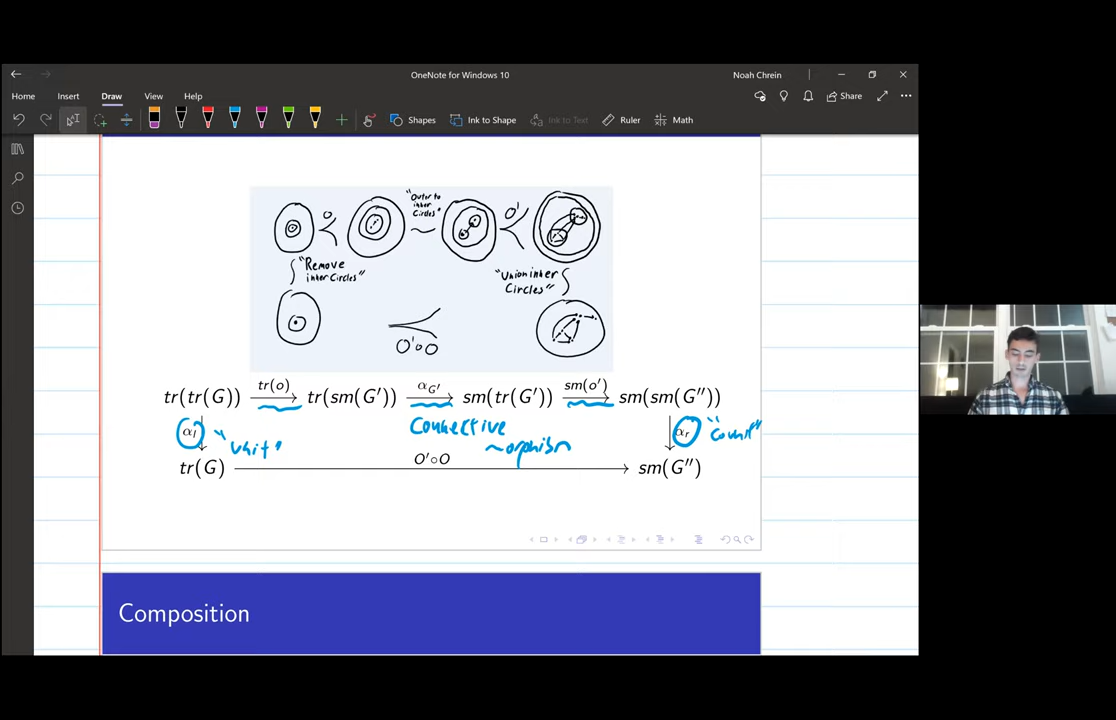 OneNote for Windows 10
Noah Chrein
Home Insert Draw View Help
Share
Shapes Ink to Shape Ink to Text Ruler Math
"Outer to
inner
Circles"
O O'
"Remove
inner Circles"
"Union inner
Circles"
O'∘O
tr(tr(G)) tr(o) tr(sm(G′)) α_G′ sm(tr(G′)) sm(o′) sm(sm(G″))
Connective
~orphism
α_l "unit"
α_r "counit"
O′∘O
tr(G) sm(G″)
Composition